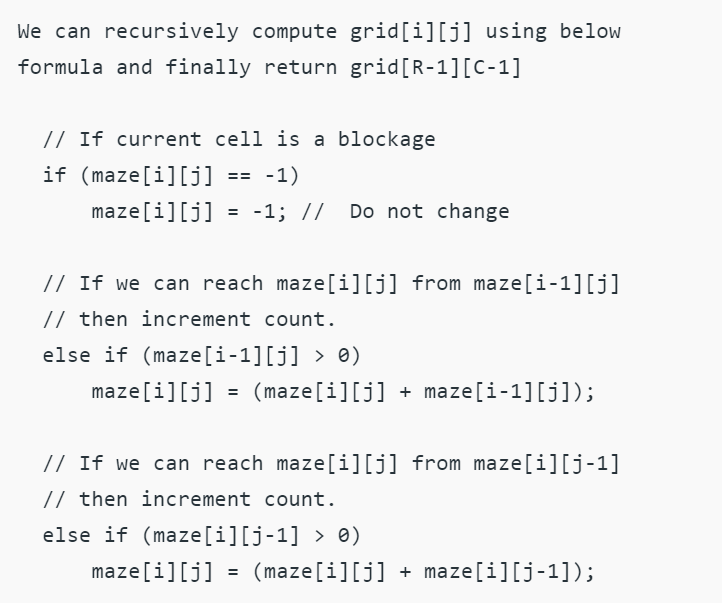 We can recursively compute grid[i][j] using below
formula and finally return grid[R-1][C-1]
// If current cell is a blockage
if (maze[i][j] == -1)
maze[i][j] = -1; //  Do not change
// If we can reach maze[i][j] from maze[i-1][j]
// then increment count.
else if (maze[i-1][j] > 0)
maze[i][j] = (maze[i][j] + maze[i-1][j]);
// If we can reach maze[i][j] from maze[i][j-1]
// then increment count.
else if (maze[i][j-1] > 0)
maze[i][j] = (maze[i][j] + maze[i][j-1]);